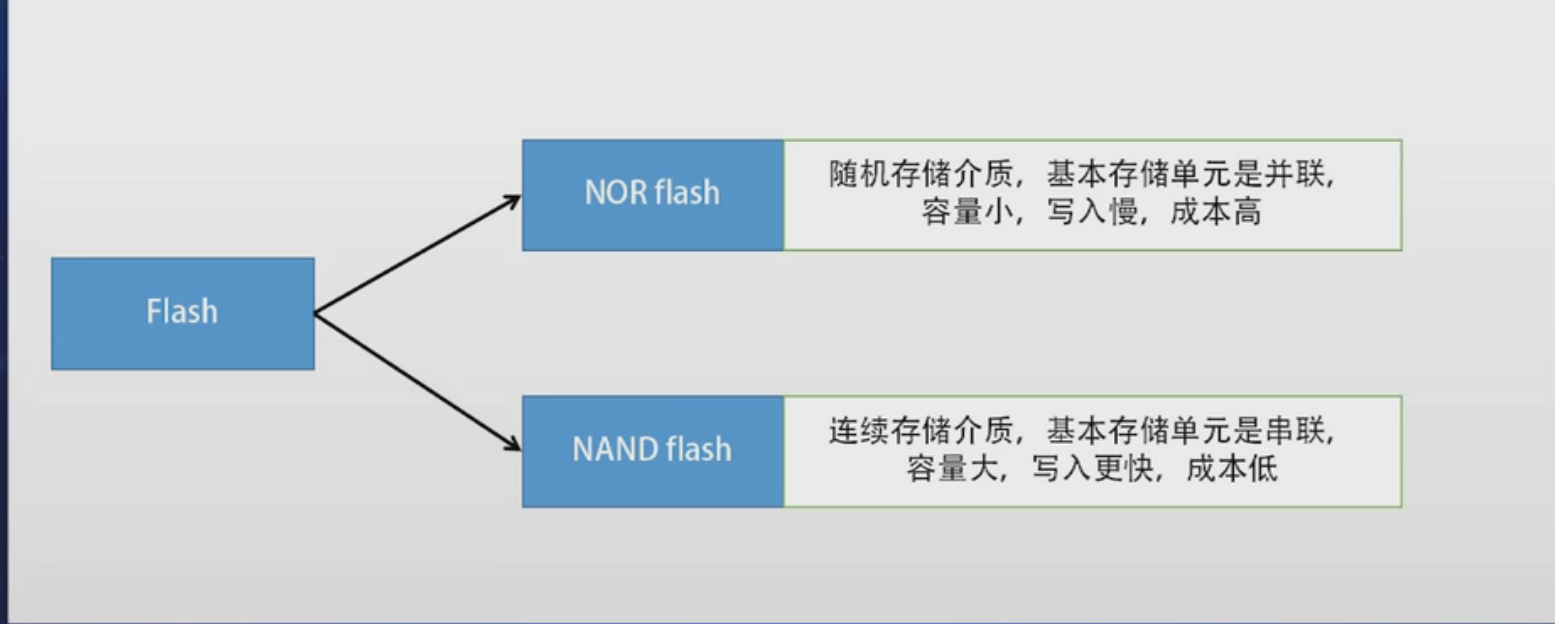 Flash
NOR flash
随机存储介质，基本存储单元是并联，
容量小，写入慢，成本高
NAND flash
连续存储介质，基本存储单元是串联，
容量大，写入更快，成本低